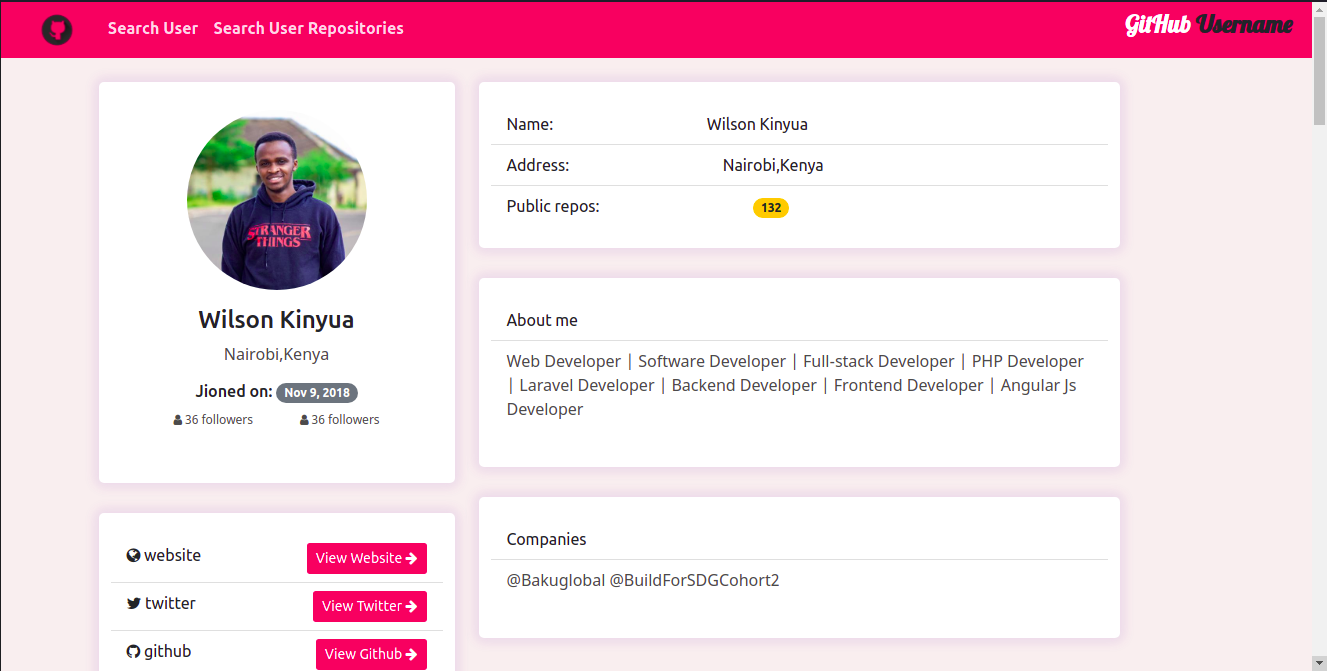 Search User Search User Repositories GitHub Username
STRANGER
THINGS
Wilson Kinyua
Nairobi,Kenya
Jioned on: Nov 9, 2018
36 followers 36 followers
website View Website
twitter View Twitter
github View Github
Name: Wilson Kinyua
Address: Nairobi,Kenya
Public repos: 132
About me
Web Developer | Software Developer | Full-stack Developer | PHP Developer
| Laravel Developer | Backend Developer | Frontend Developer | Angular Js
Developer
Companies
@Bakuglobal @BuildForSDGCohort2